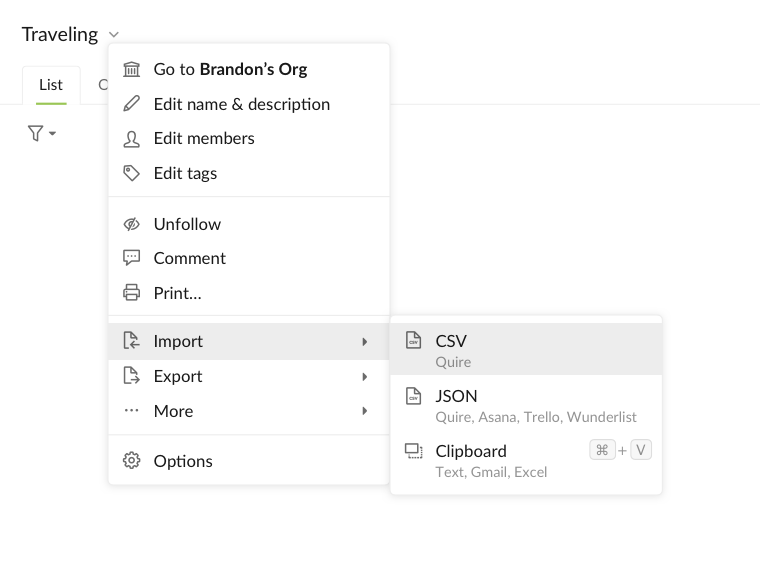 Traveling
List
Go to Brandon’s Org
Edit name & description
Edit members
Edit tags
Unfollow
Comment
Print...
Import
Export
More
Options
CSV
Quire
JSON
Quire, Asana, Trello, Wunderlist
Clipboard ⌘ + V
Text, Gmail, Excel